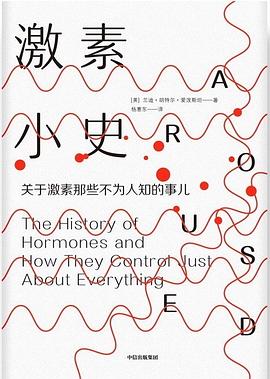 激素
小史
[美] 兰迪·胡特尔·爱泼斯坦——著
杨惠东——译
AROUSED
关于激素那些不为人知的事儿
The History of
Hormones and
How They Control Just
About Everything
中信出版集团